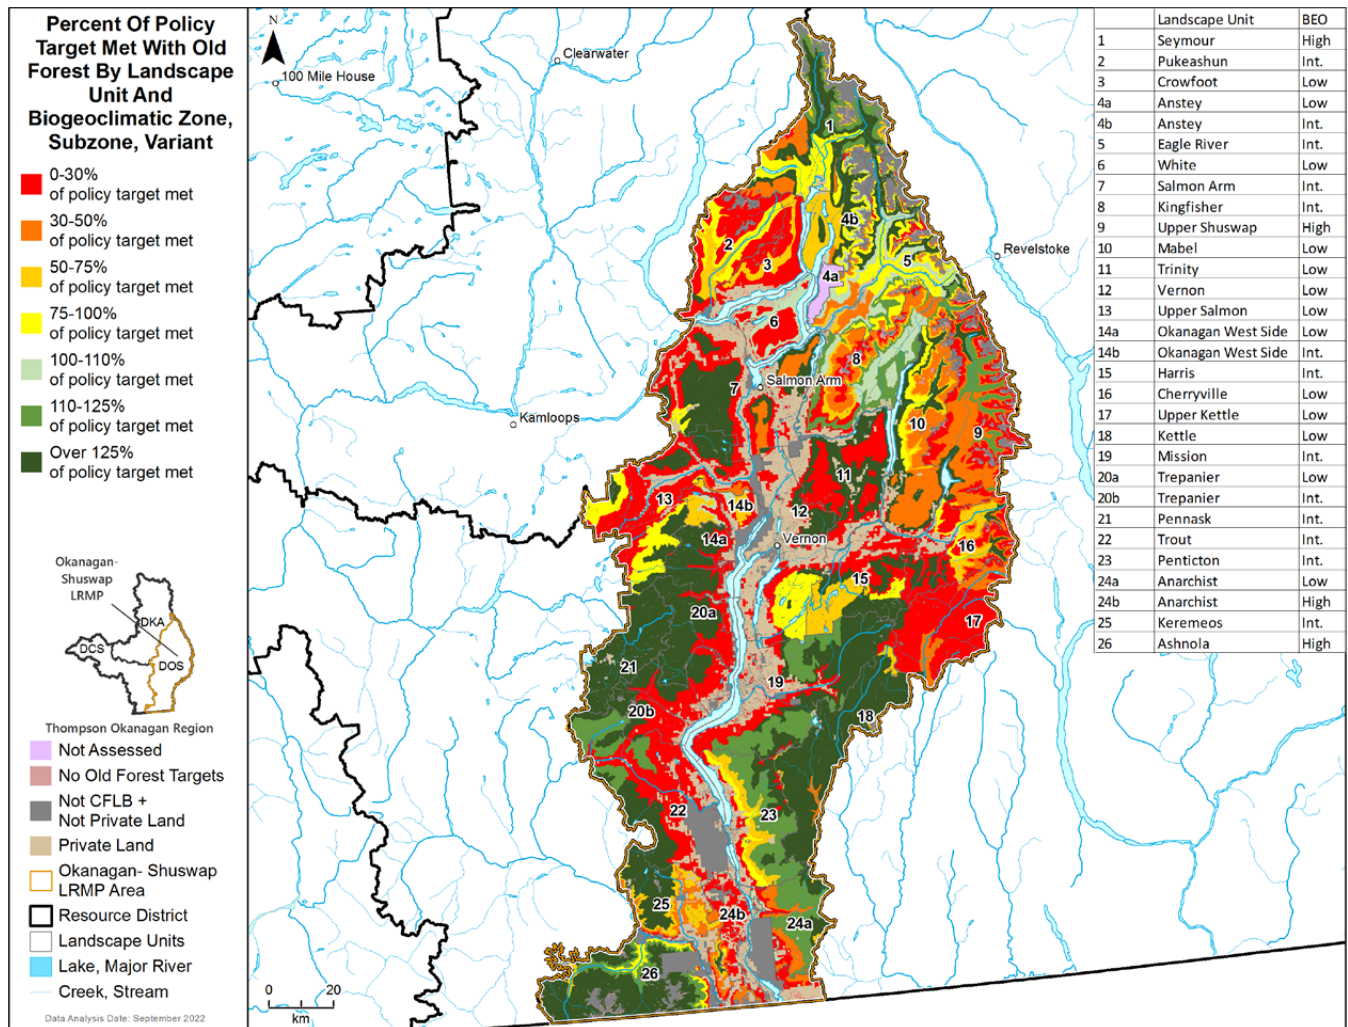 Percent Of Policy
Target Met With Old
Forest By Landscape
Unit And
Biogeoclimatic Zone,
Subzone, Variant
0-30%
of policy target met
30-50%
of policy target met
50-75%
of policy target met
75-100%
of policy target met
100-110%
of policy target met
110-125%
of policy target met
Over 125%
of policy target met
Okanagan-
Shuswap
LRMP
DKA
DCS
DOS
Thompson Okanagan Region
Not Assessed
No Old Forest Targets
Not CFLB +
Not Private Land
Private Land
Okanagan- Shuswap
LRMP Area
Resource District
Landscape Units
Lake, Major River
Creek, Stream
Data Analysis Date: September 2022
N
Clearwater
100 Mile House
Revelstoke
Salmon Arm
Kamloops
Vernon
1
2
3
4b
4a
5
6
7
8
9
10
11
12
13
14b
14a
15
16
17
18
19
20a
20b
21
22
23
24b
24a
25
26
0 20
km
Landscape Unit BEO
1 Seymour High
2 Pukeashun Int.
3 Crowfoot Low
4a Anstey Low
4b Anstey Int.
5 Eagle River Int.
6 White Low
7 Salmon Arm Int.
8 Kingfisher Int.
9 Upper Shuswap High
10 Mabel Low
11 Trinity Low
12 Vernon Low
13 Upper Salmon Low
14a Okanagan West Side Low
14b Okanagan West Side Int.
15 Harris Int.
16 Cherryville Low
17 Upper Kettle Low
18 Kettle Low
19 Mission Int.
20a Trepanier Low
20b Trepanier Int.
21 Pennask Int.
22 Trout Int.
23 Penticton Int.
24a Anarchist Low
24b Anarchist High
25 Keremeos Int.
26 Ashnola High